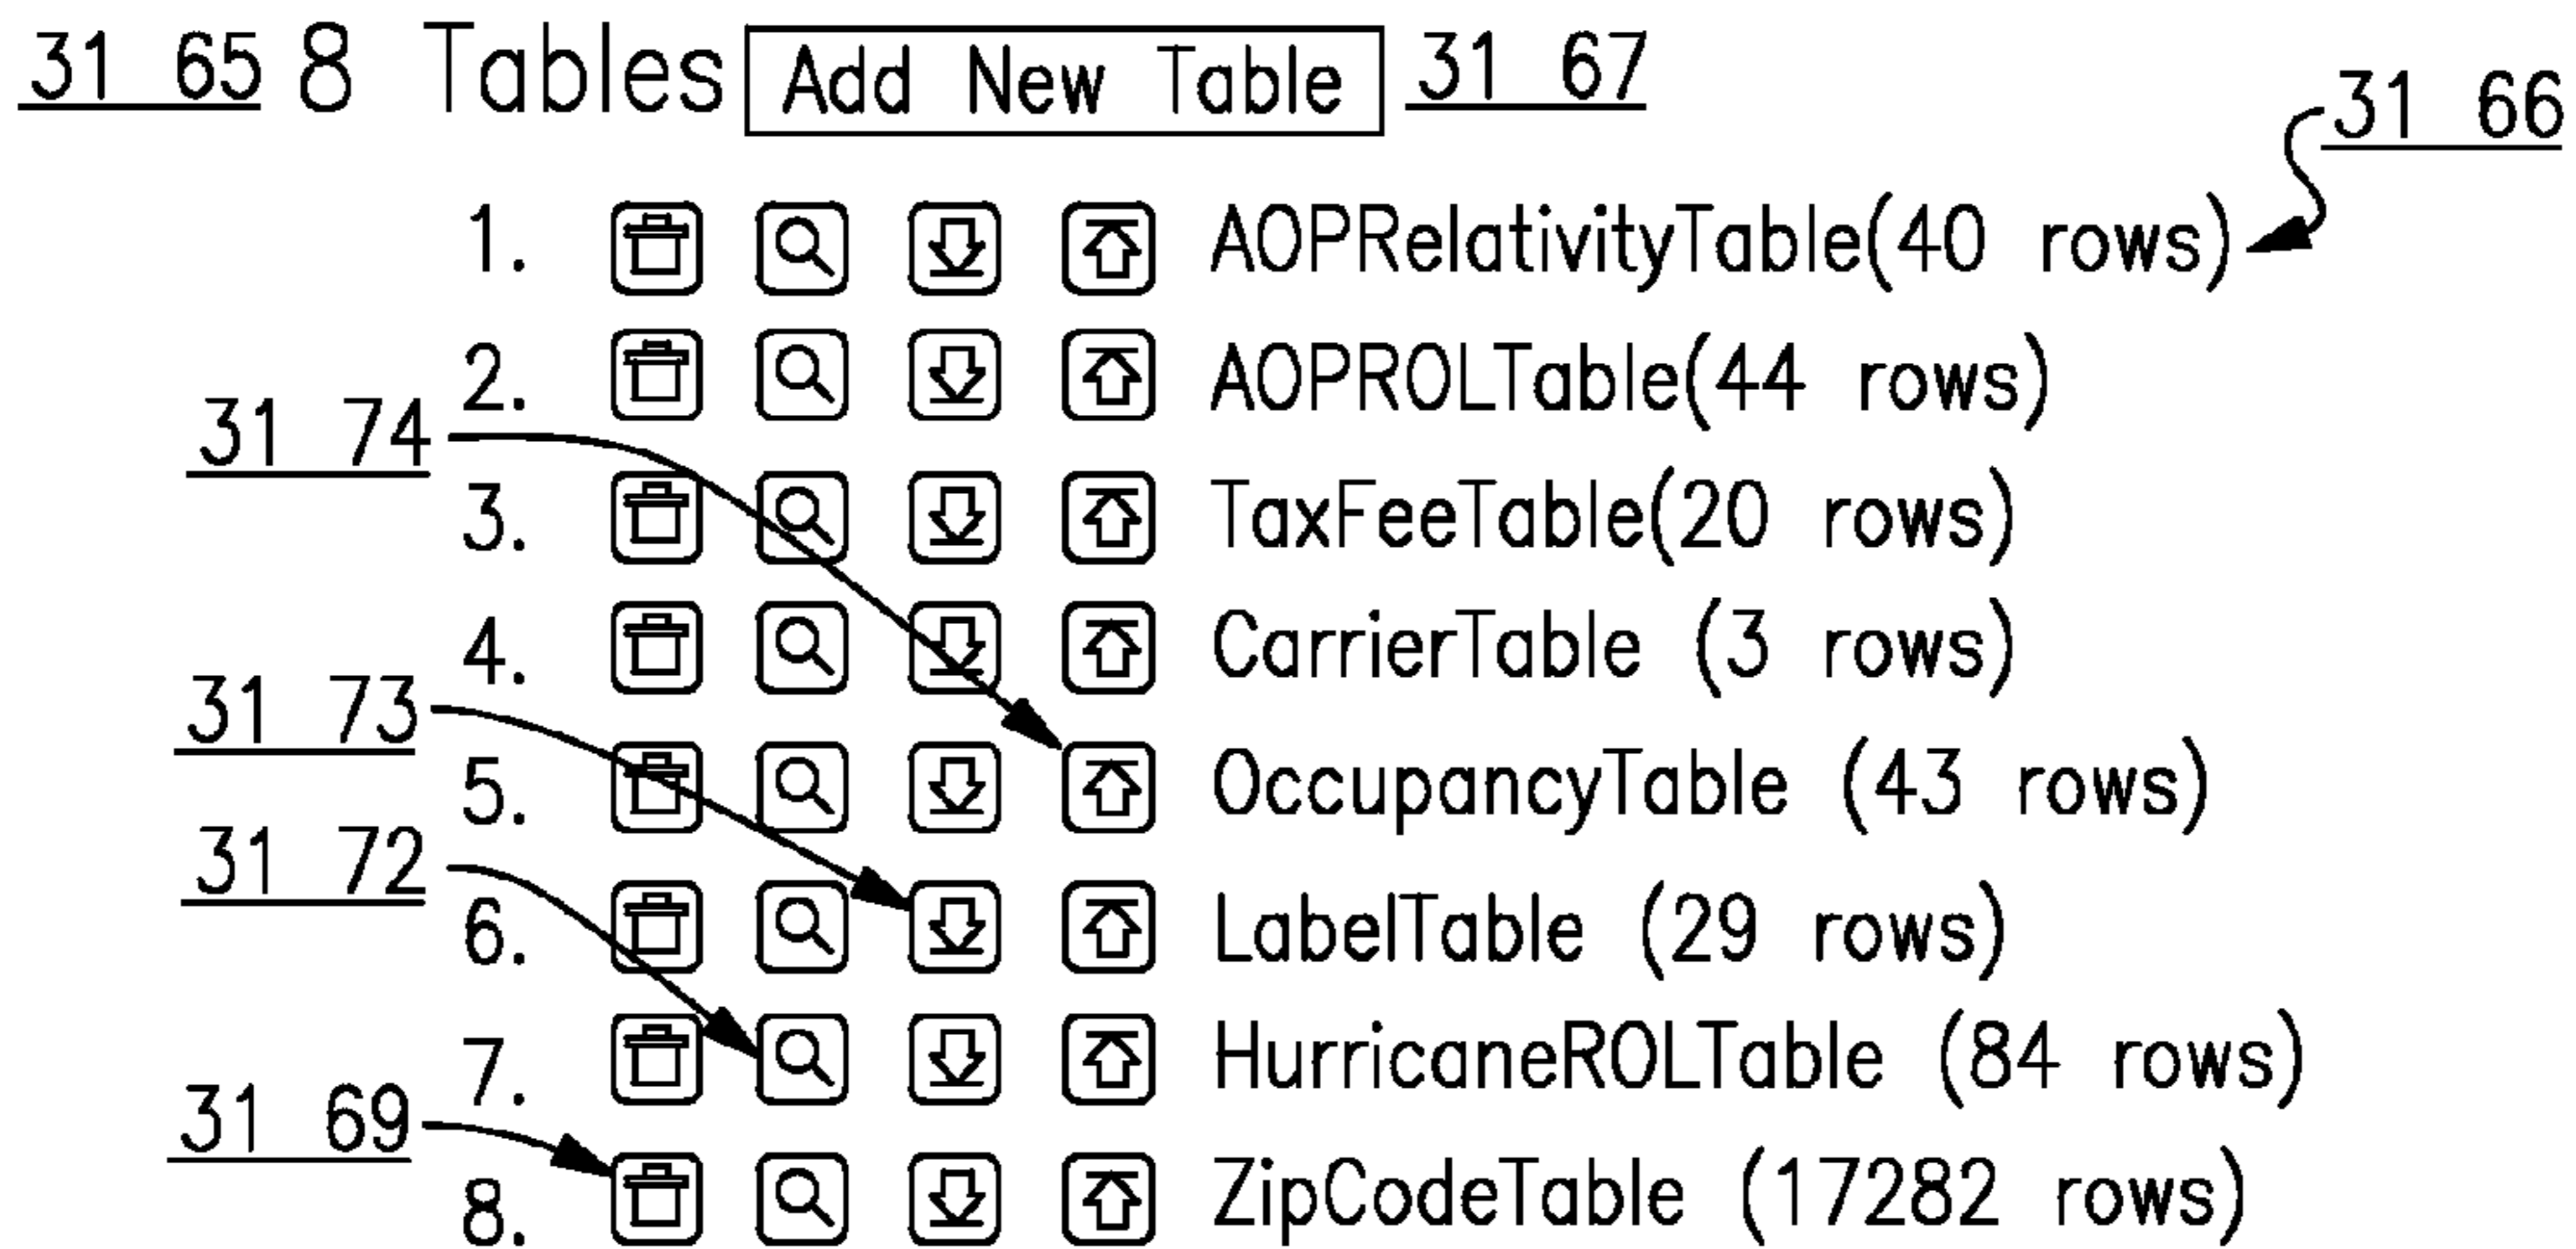 31 65 8 Tables Add New Table 31 67
31 66
1. AOPRelativityTable(40 rows)
2. AOPROLTable(44 rows)
31 74
3. TaxFeeTable(20 rows)
4. CarrierTable (3 rows)
31 73
5. OccupancyTable (43 rows)
31 72
6. LabelTable (29 rows)
7. HurricaneROLTable (84 rows)
31 69
8. ZipCodeTable (17282 rows)